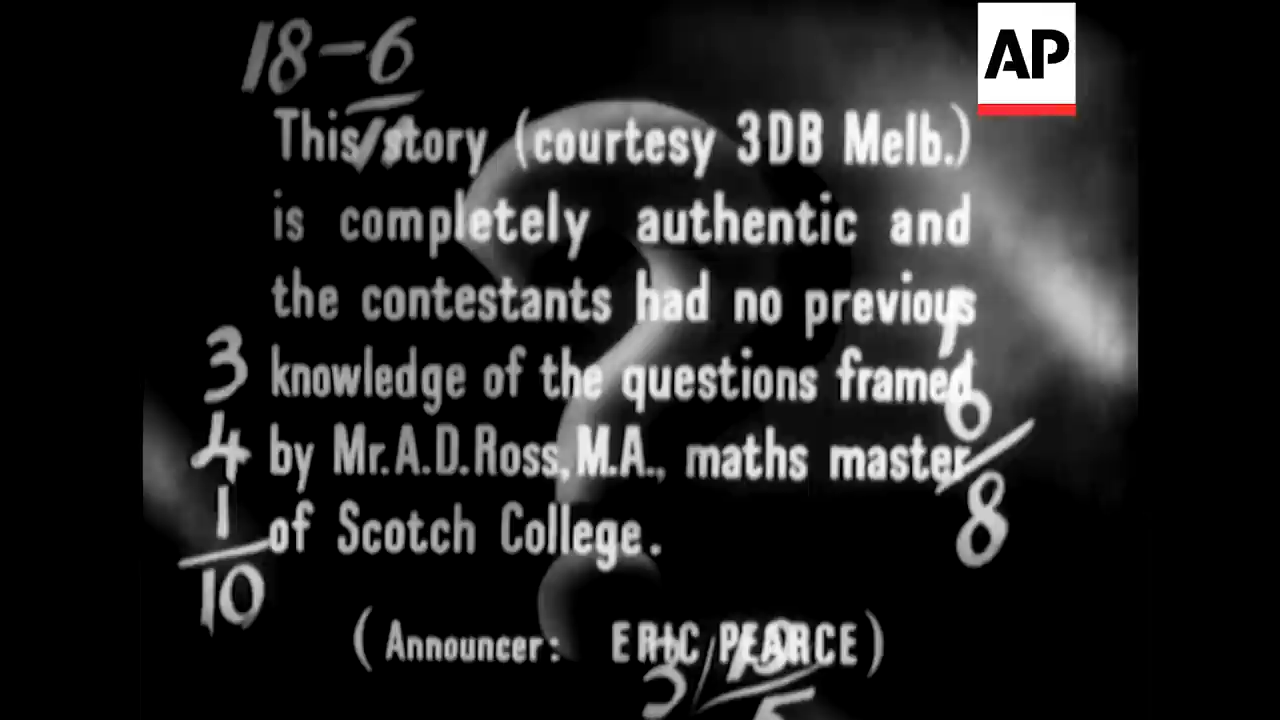 AP
18-6
This story (courtesy 3DB Melb.)
is completely authentic and
the contestants had no previous
3
knowledge of the questions framed
6
4
by Mr.A.D.Ross, M.A., maths master
1
8
of Scotch College.
10
(Announcer: ERIC PEARCE)
3